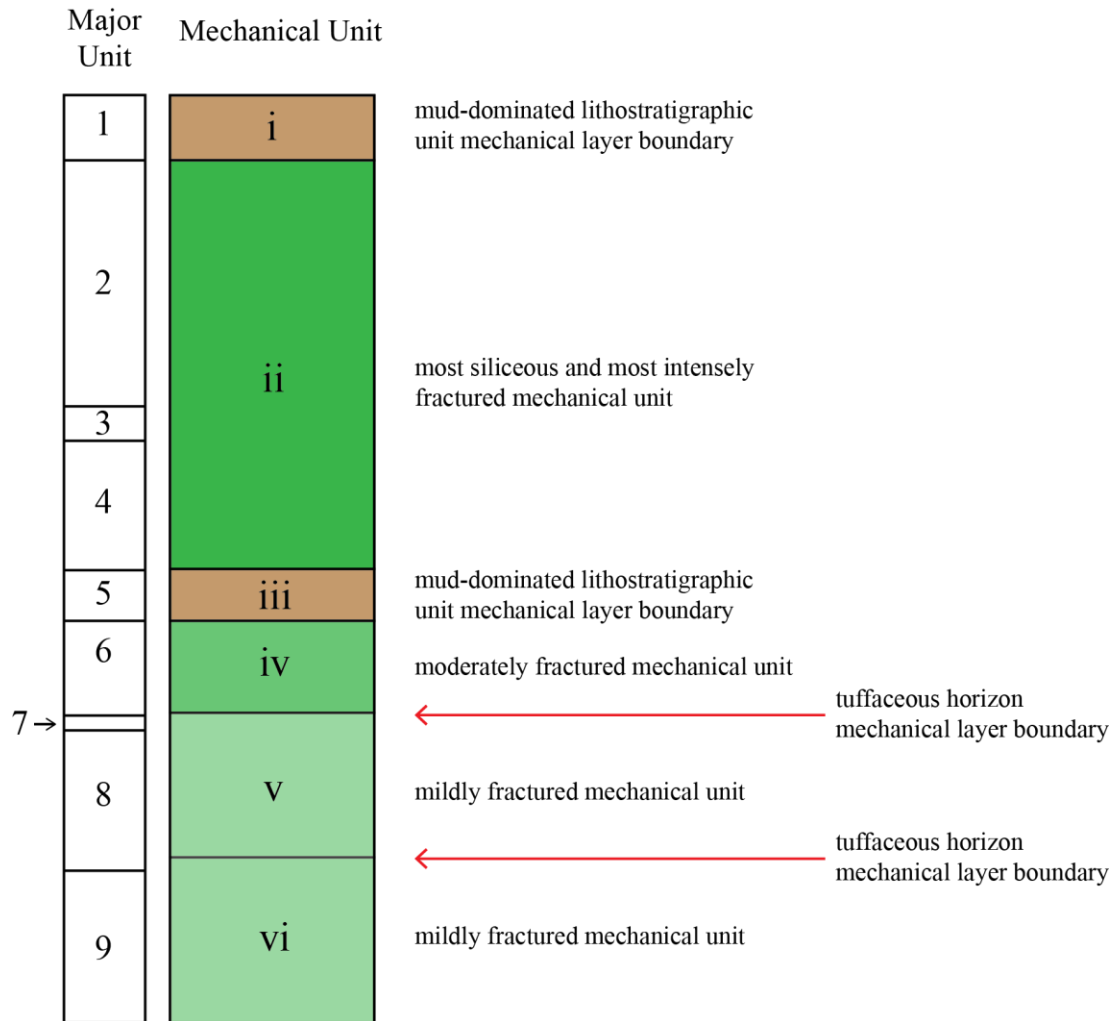 Major
Unit
Mechanical Unit
1
i
mud-dominated lithostratigraphic
unit mechanical layer boundary
2
ii
most siliceous and most intensely
fractured mechanical unit
3
4
5
iii
mud-dominated lithostratigraphic
unit mechanical layer boundary
6
iv
moderately fractured mechanical unit
7
tuffaceous horizon
mechanical layer boundary
8
v
mildly fractured mechanical unit
tuffaceous horizon
mechanical layer boundary
9
vi
mildly fractured mechanical unit